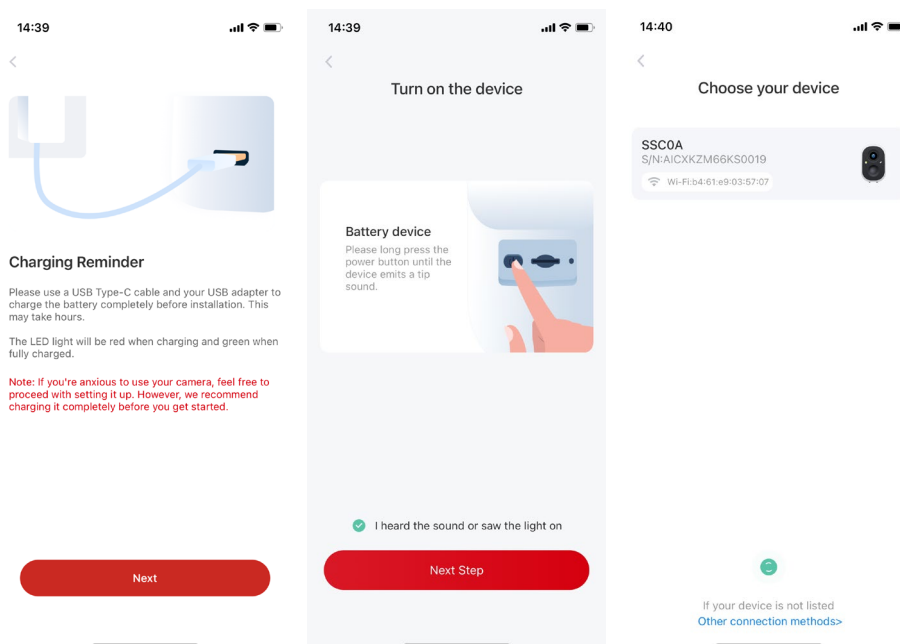 14:39
Charging Reminder
Please use a USB Type-C cable and your USB adapter to
charge the battery completely before installation. This
may take hours.
The LED light will be red when charging and green when
fully charged.
Note: If you're anxious to use your camera, feel free to
proceed with setting it up. However, we recommend
charging it completely before you get started.
Next
14:39
Turn on the device
Battery device
Please long press the
power button until the
device emits a tip
sound.
I heard the sound or saw the light on
Next Step
14:40
Choose your device
SSC0A
S/N:AICXKZM66KS0019
Wi-Fi:b4:61:e9:03:57:07
If your device is not listed
Other connection methods>